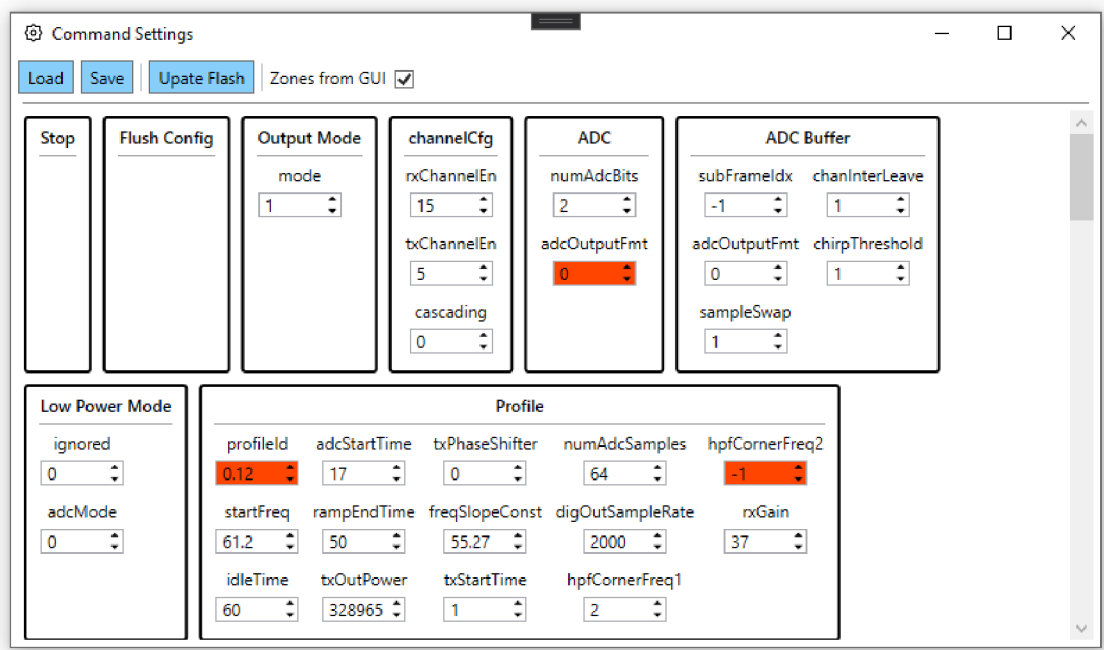 Command Settings
Load Save Upate Flash Zones from GUI
Stop Flush Config Output Mode channelCfg ADC ADC Buffer
mode rxChannelEn numAdcBits subFrameIdx chanInterLeave
1 15 2 -1 1
txChannelEn adcOutputFmt adcOutputFmt chirpThreshold
5 0 0 1
cascading sampleSwap
0 1
Low Power Mode Profile
ignored profileId adcStartTime txPhaseShifter numAdcSamples hpfCornerFreq2
0 0.12 17 0 64 -1
adcMode startFreq rampEndTime freqSlopeConst digOutSampleRate rxGain
0 61.2 50 55.27 2000 37
idleTime txOutPower txStartTime hpfCornerFreq1
60 328965 1 2